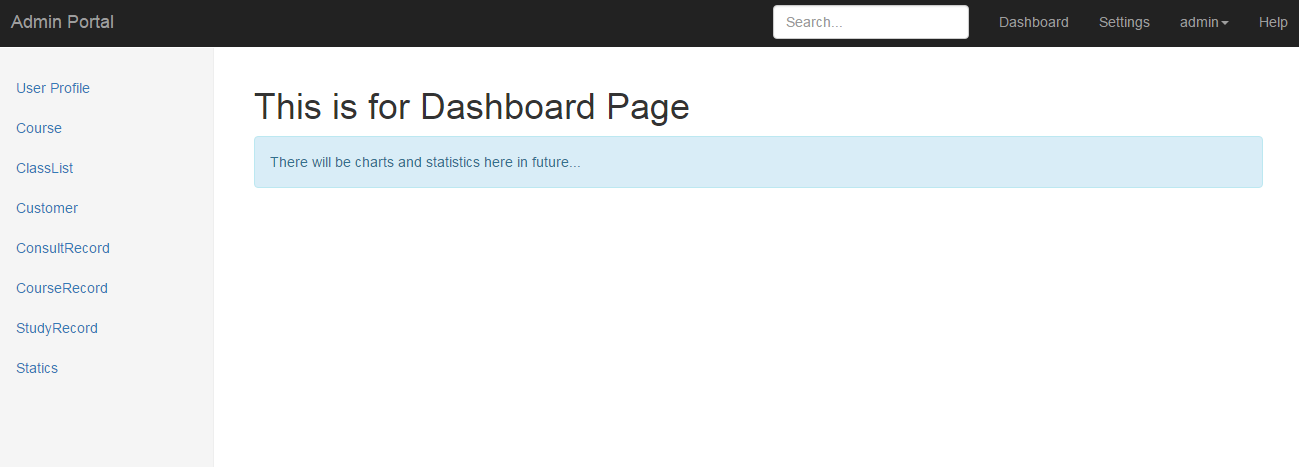 Admin Portal
Search...
Dashboard
Settings
admin
Help
User Profile
Course
ClassList
Customer
ConsultRecord
CourseRecord
StudyRecord
Statics
This is for Dashboard Page
There will be charts and statistics here in future...